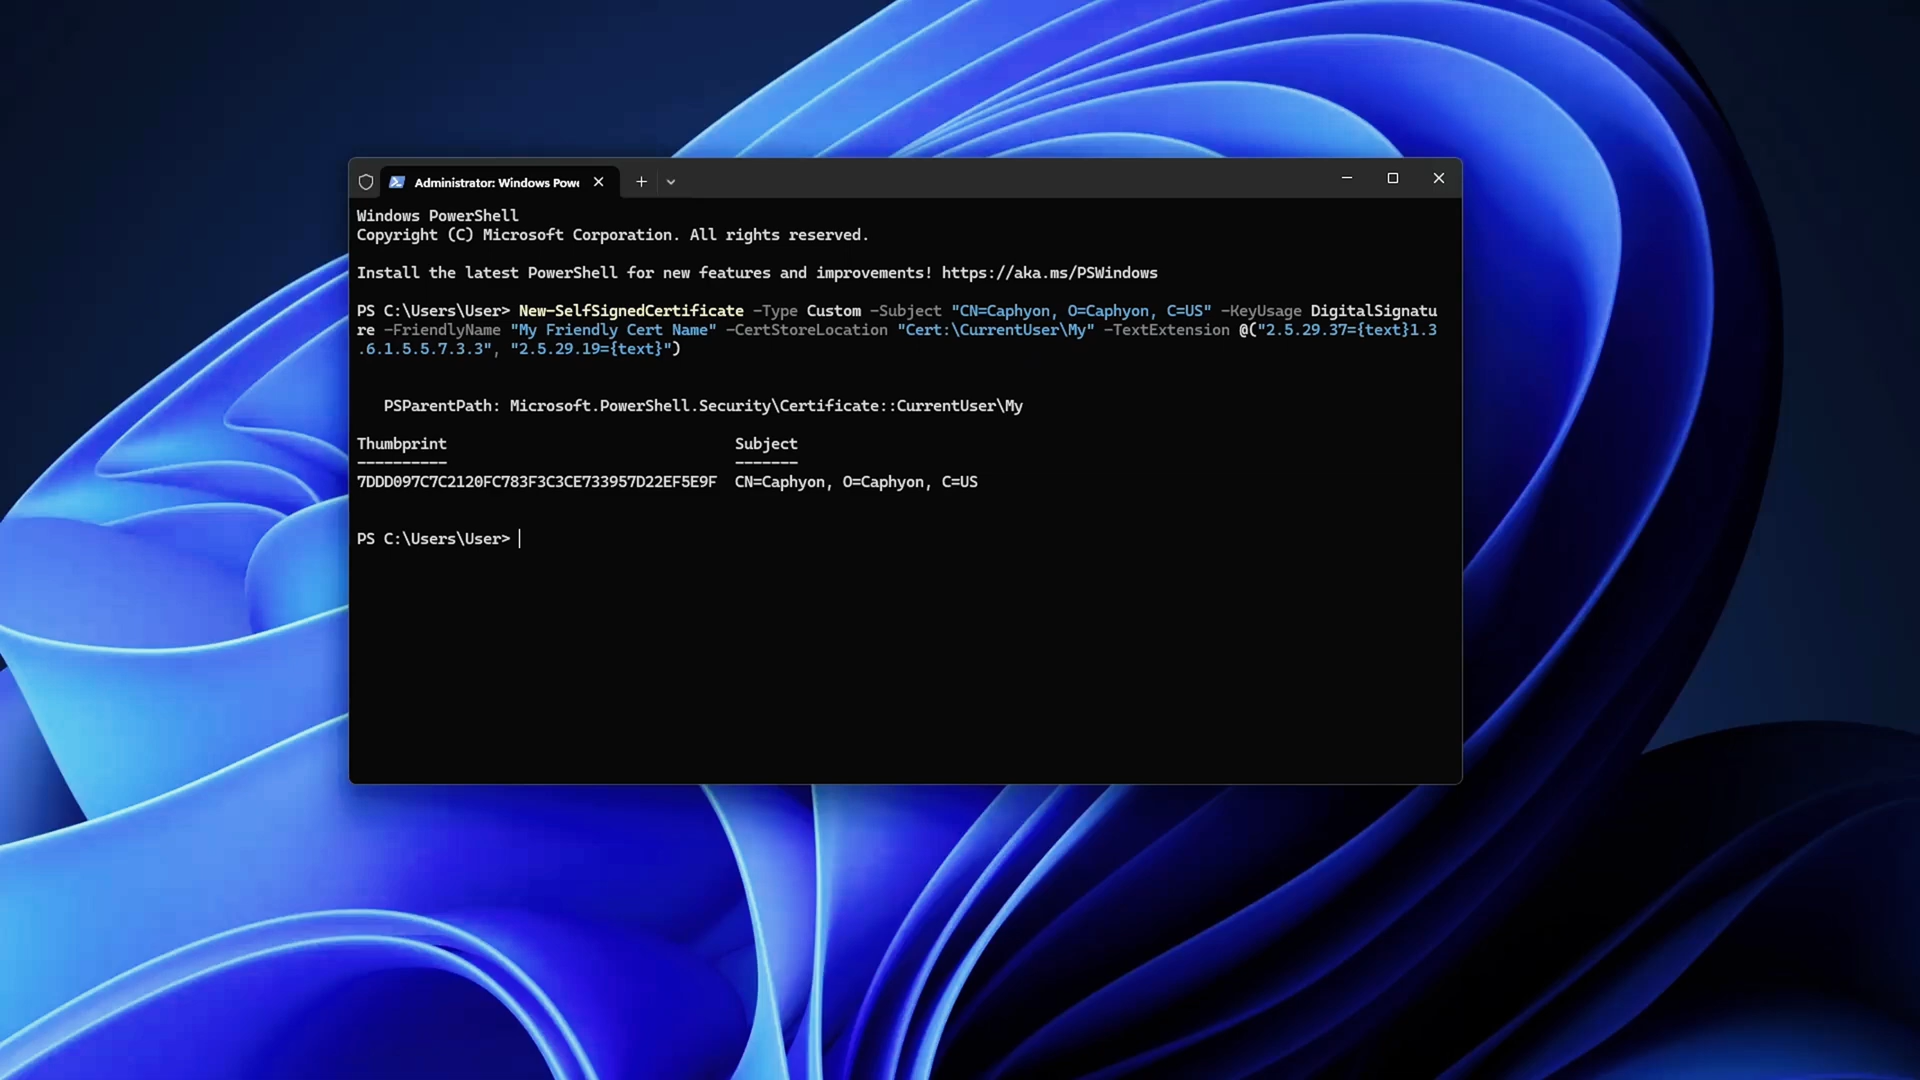 Administrator: Windows Powe
Windows PowerShell
Copyright (C) Microsoft Corporation. All rights reserved.
Install the latest PowerShell for new features and improvements! https://aka.ms/PSWindows
PS C:\Users\User> New-SelfSignedCertificate -Type Custom -Subject "CN=Caphyon, O=Caphyon, C=US" -KeyUsage DigitalSignatu
re -FriendlyName "My Friendly Cert Name" -CertStoreLocation "Cert:\CurrentUser\My" -TextExtension @("2.5.29.37={text}1.3
.6.1.5.5.7.3.3", "2.5.29.19={text}")
PSParentPath: Microsoft.PowerShell.Security\Certificate::CurrentUser\My
Thumbprint Subject
---------- -------
7DDD097C7C2120FC783F3C3CE733957D22EF5E9F CN=Caphyon, O=Caphyon, C=US
PS C:\Users\User>